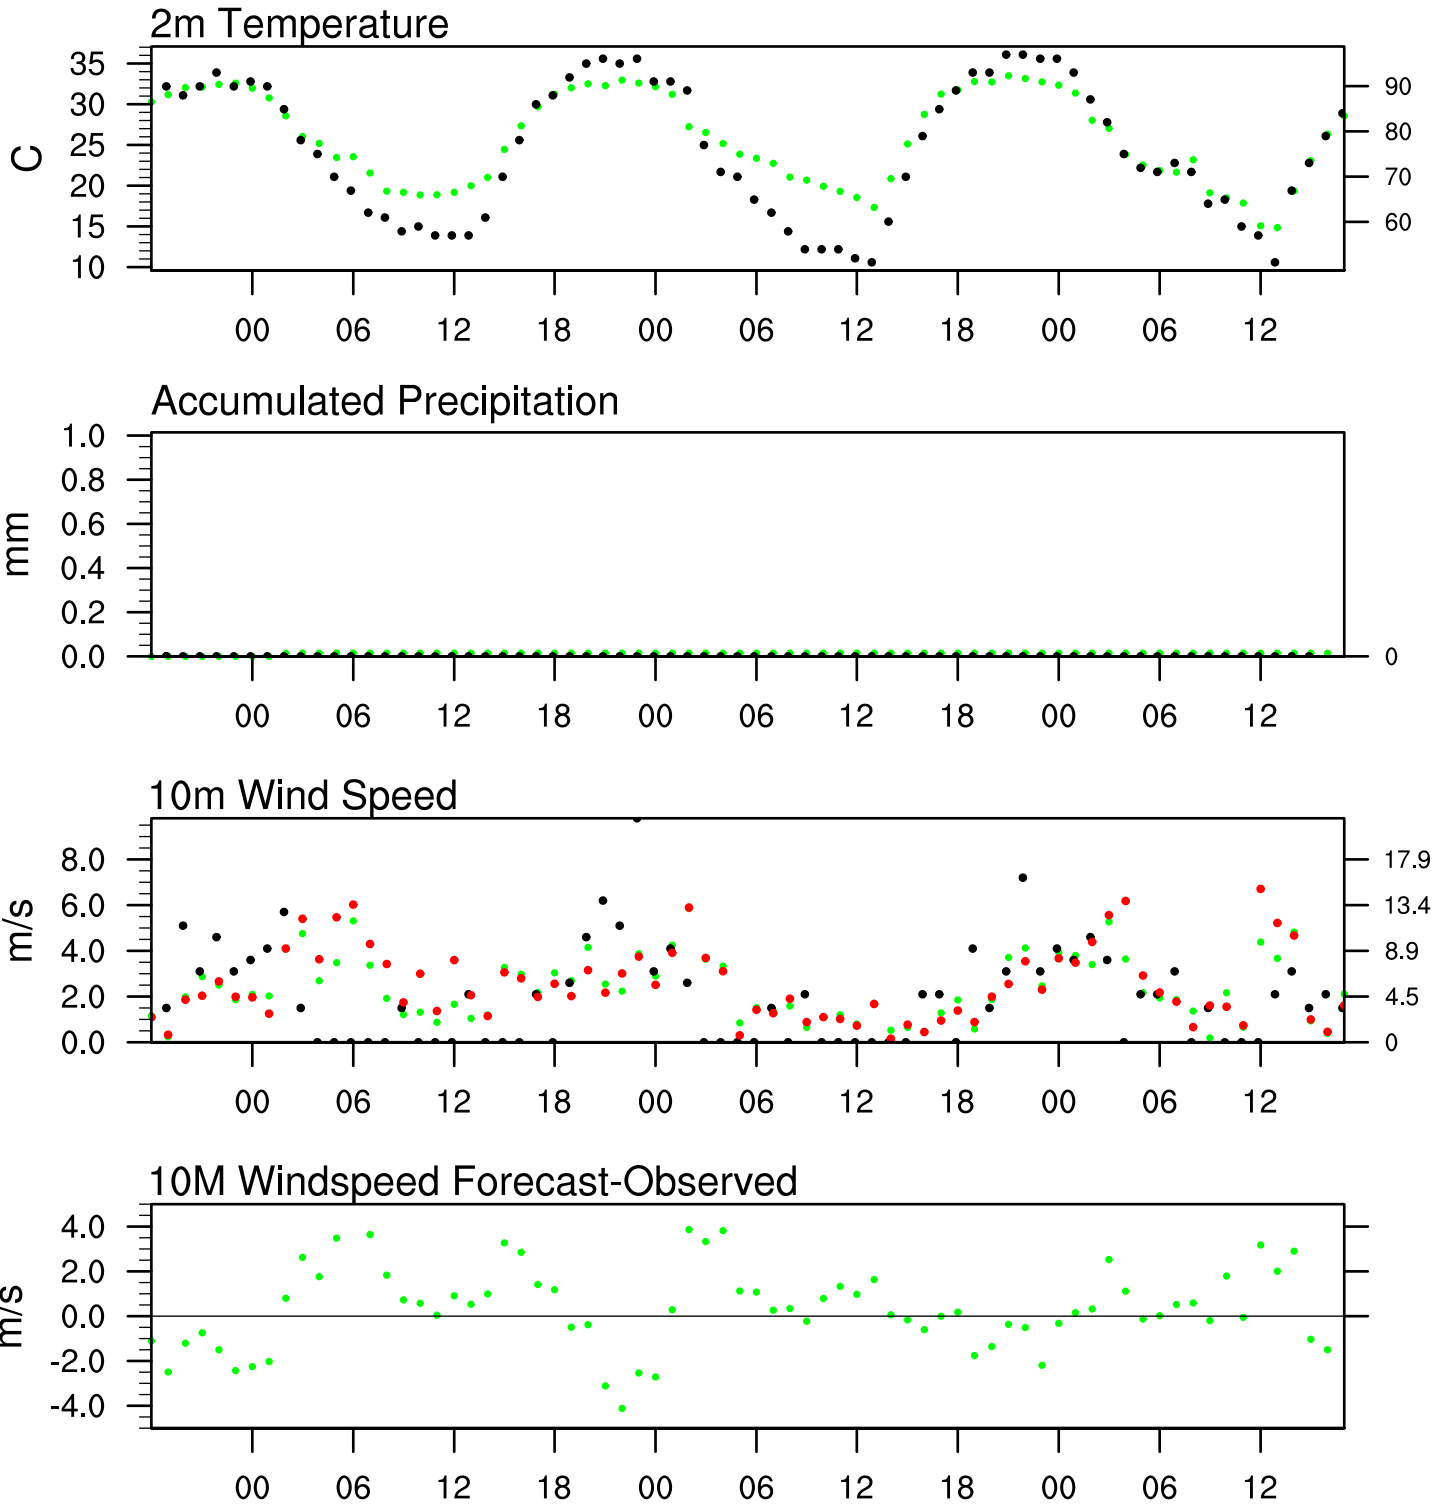 2m Temperature
C
35
30
25
20
15
10
90
80
70
60
00 06 12 18 00 06 12 18 00 06 12
Accumulated Precipitation
mm
1.0
0.8
0.6
0.4
0.2
0.0
0
00 06 12 18 00 06 12 18 00 06 12
10m Wind Speed
m/s
8.0
6.0
4.0
2.0
0.0
17.9
13.4
8.9
4.5
0
00 06 12 18 00 06 12 18 00 06 12
10M Windspeed Forecast-Observed
m/s
4.0
2.0
0.0
-2.0
-4.0
00 06 12 18 00 06 12 18 00 06 12